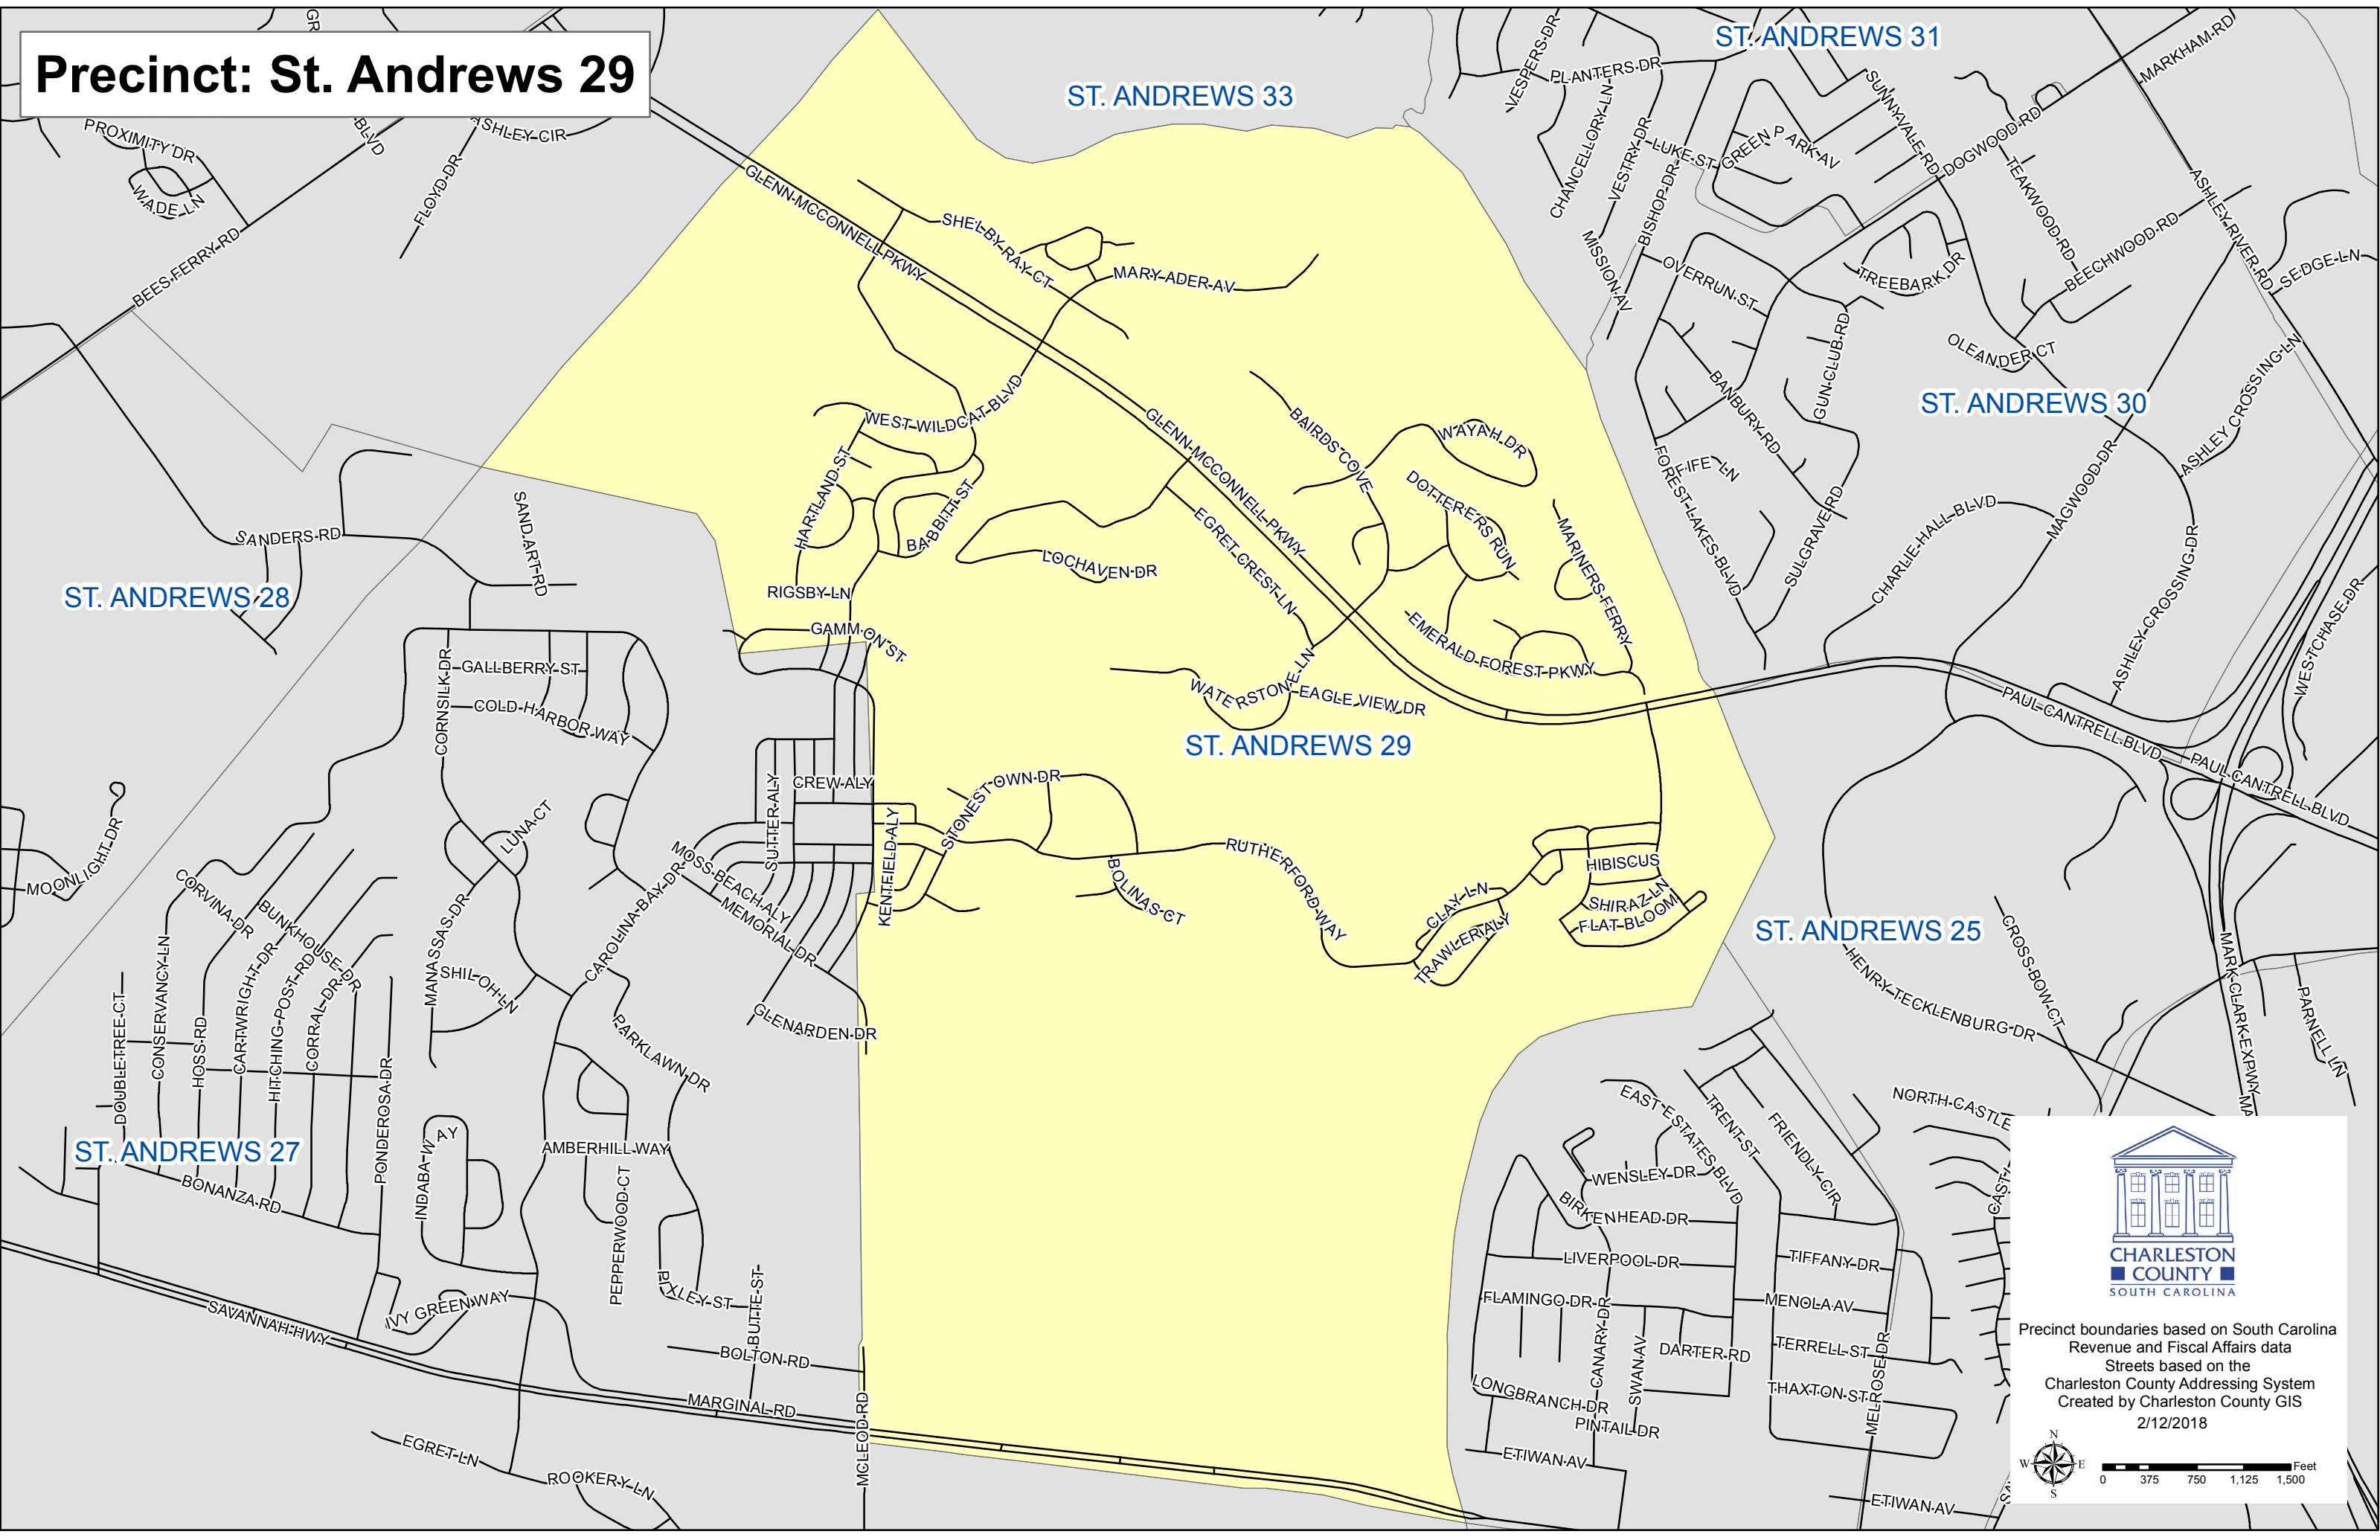 Precinct: St. Andrews 29
GR
BLVD
ASHLEY CIR
PROXIMITY DR
WADE LN
FLOYD DR
BEES FERRY RD
ST. ANDREWS 33
ST. ANDREWS 31
VESPERS DR
PLANTERS DR
CHANCELLORY LN
VESTRY DR
LUKE ST
GREEN PARK AV
BISHOP DR
MISSION AV
SUNNYVALE RD
MARKHAM RD
DOGWOOD RD
TEAKWOOD RD
ASHLEY RIVER RD
BEECHWOOD RD
SEDGE LN
TREEBARK DR
OVERRUN ST
GUN CLUB RD
OLEANDER CT
ASHLEY CROSSING LN
BANBURY RD
ST. ANDREWS 30
FIFE LN
FOREST LAKES BLVD
SULGRAVE RD
CHARLIE HALL BLVD
MAGWOOD DR
ASHLEY CROSSING DR
WESTCHASE DR
GLENN MCCONNELL PKWY
SHELBY RAY CT
MARY ADER AV
WEST WILDCAT BLVD
GLENN MCCONNELL PKWY
BAIRDS COVE
WAYAH DR
DOTTERERS RUN
MARINERS FERRY
HARTLAND ST
BABBITT ST
LOCHAVEN DR
EGRET CREST LN
RIGSBY LN
GAMMON ST
EMERALD FOREST PKWY
WATERSTONE LN
EAGLE VIEW DR
ST. ANDREWS 29
PAUL CANTRELL BLVD
PAUL CANTRELL BLVD
SANDERS RD
SAND ART RD
ST. ANDREWS 28
GALLBERRY ST
CORNSILK DR
COLD HARBOR WAY
CREW ALY
SUTTER ALY
STONESTOWN DR
KENTFIELD ALY
LUNA CT
MOSS BEACH ALY
MEMORIAL DR
BOLINAS CT
RUTHERFORD WAY
CLAY LN
TRAWLER ALY
HIBISCUS
SHIRAZ LN
FLAT BLOOM
ST. ANDREWS 25
HENRY TECKLENBURG DR
CROSS BOW CT
MARK CLARK EXPWY
MA
PARNELL LN
MOONLIGHT DR
CORVINA DR
BUNKHOUSE DR
MANASSAS DR
CAROLINA BAY DR
SHILOH LN
GLENARDEN DR
DOUBLETREE CT
CONSERVANCY LN
HOSS RD
CARTWRIGHT DR
HITCHING POST RD
CORRAL DR
PONDEROSA DR
PARKLAWN DR
ST. ANDREWS 27
BONANZA RD
INDABA WAY
AMBERHILL WAY
PEPPERWOOD CT
PIXLEY ST
BUTTE ST
IVY GREEN WAY
SAVANNAH HWY
BOLTON RD
MARGINAL RD
MCLEOD RD
EGRET LN
ROOKERY LN
EAST ESTATES BLVD
TRENT ST
FRIENDLY CIR
NORTH CASTLE
WENSLEY DR
BIRKENHEAD DR
LIVERPOOL DR
TIFFANY DR
FLAMINGO DR
MENOLA AV
CANARY DR
SWAN AV
DARTER RD
TERRELL ST
LONGBRANCH DR
THAXTON ST
MELROSE DR
PINTAIL DR
ETIWAN AV
ETIWAN AV
CHARLESTON
COUNTY
SOUTH CAROLINA
Precinct boundaries based on South Carolina
Revenue and Fiscal Affairs data
Streets based on the
Charleston County Addressing System
Created by Charleston County GIS
2/12/2018
N
W E
S
Feet
0 375 750 1,125 1,500